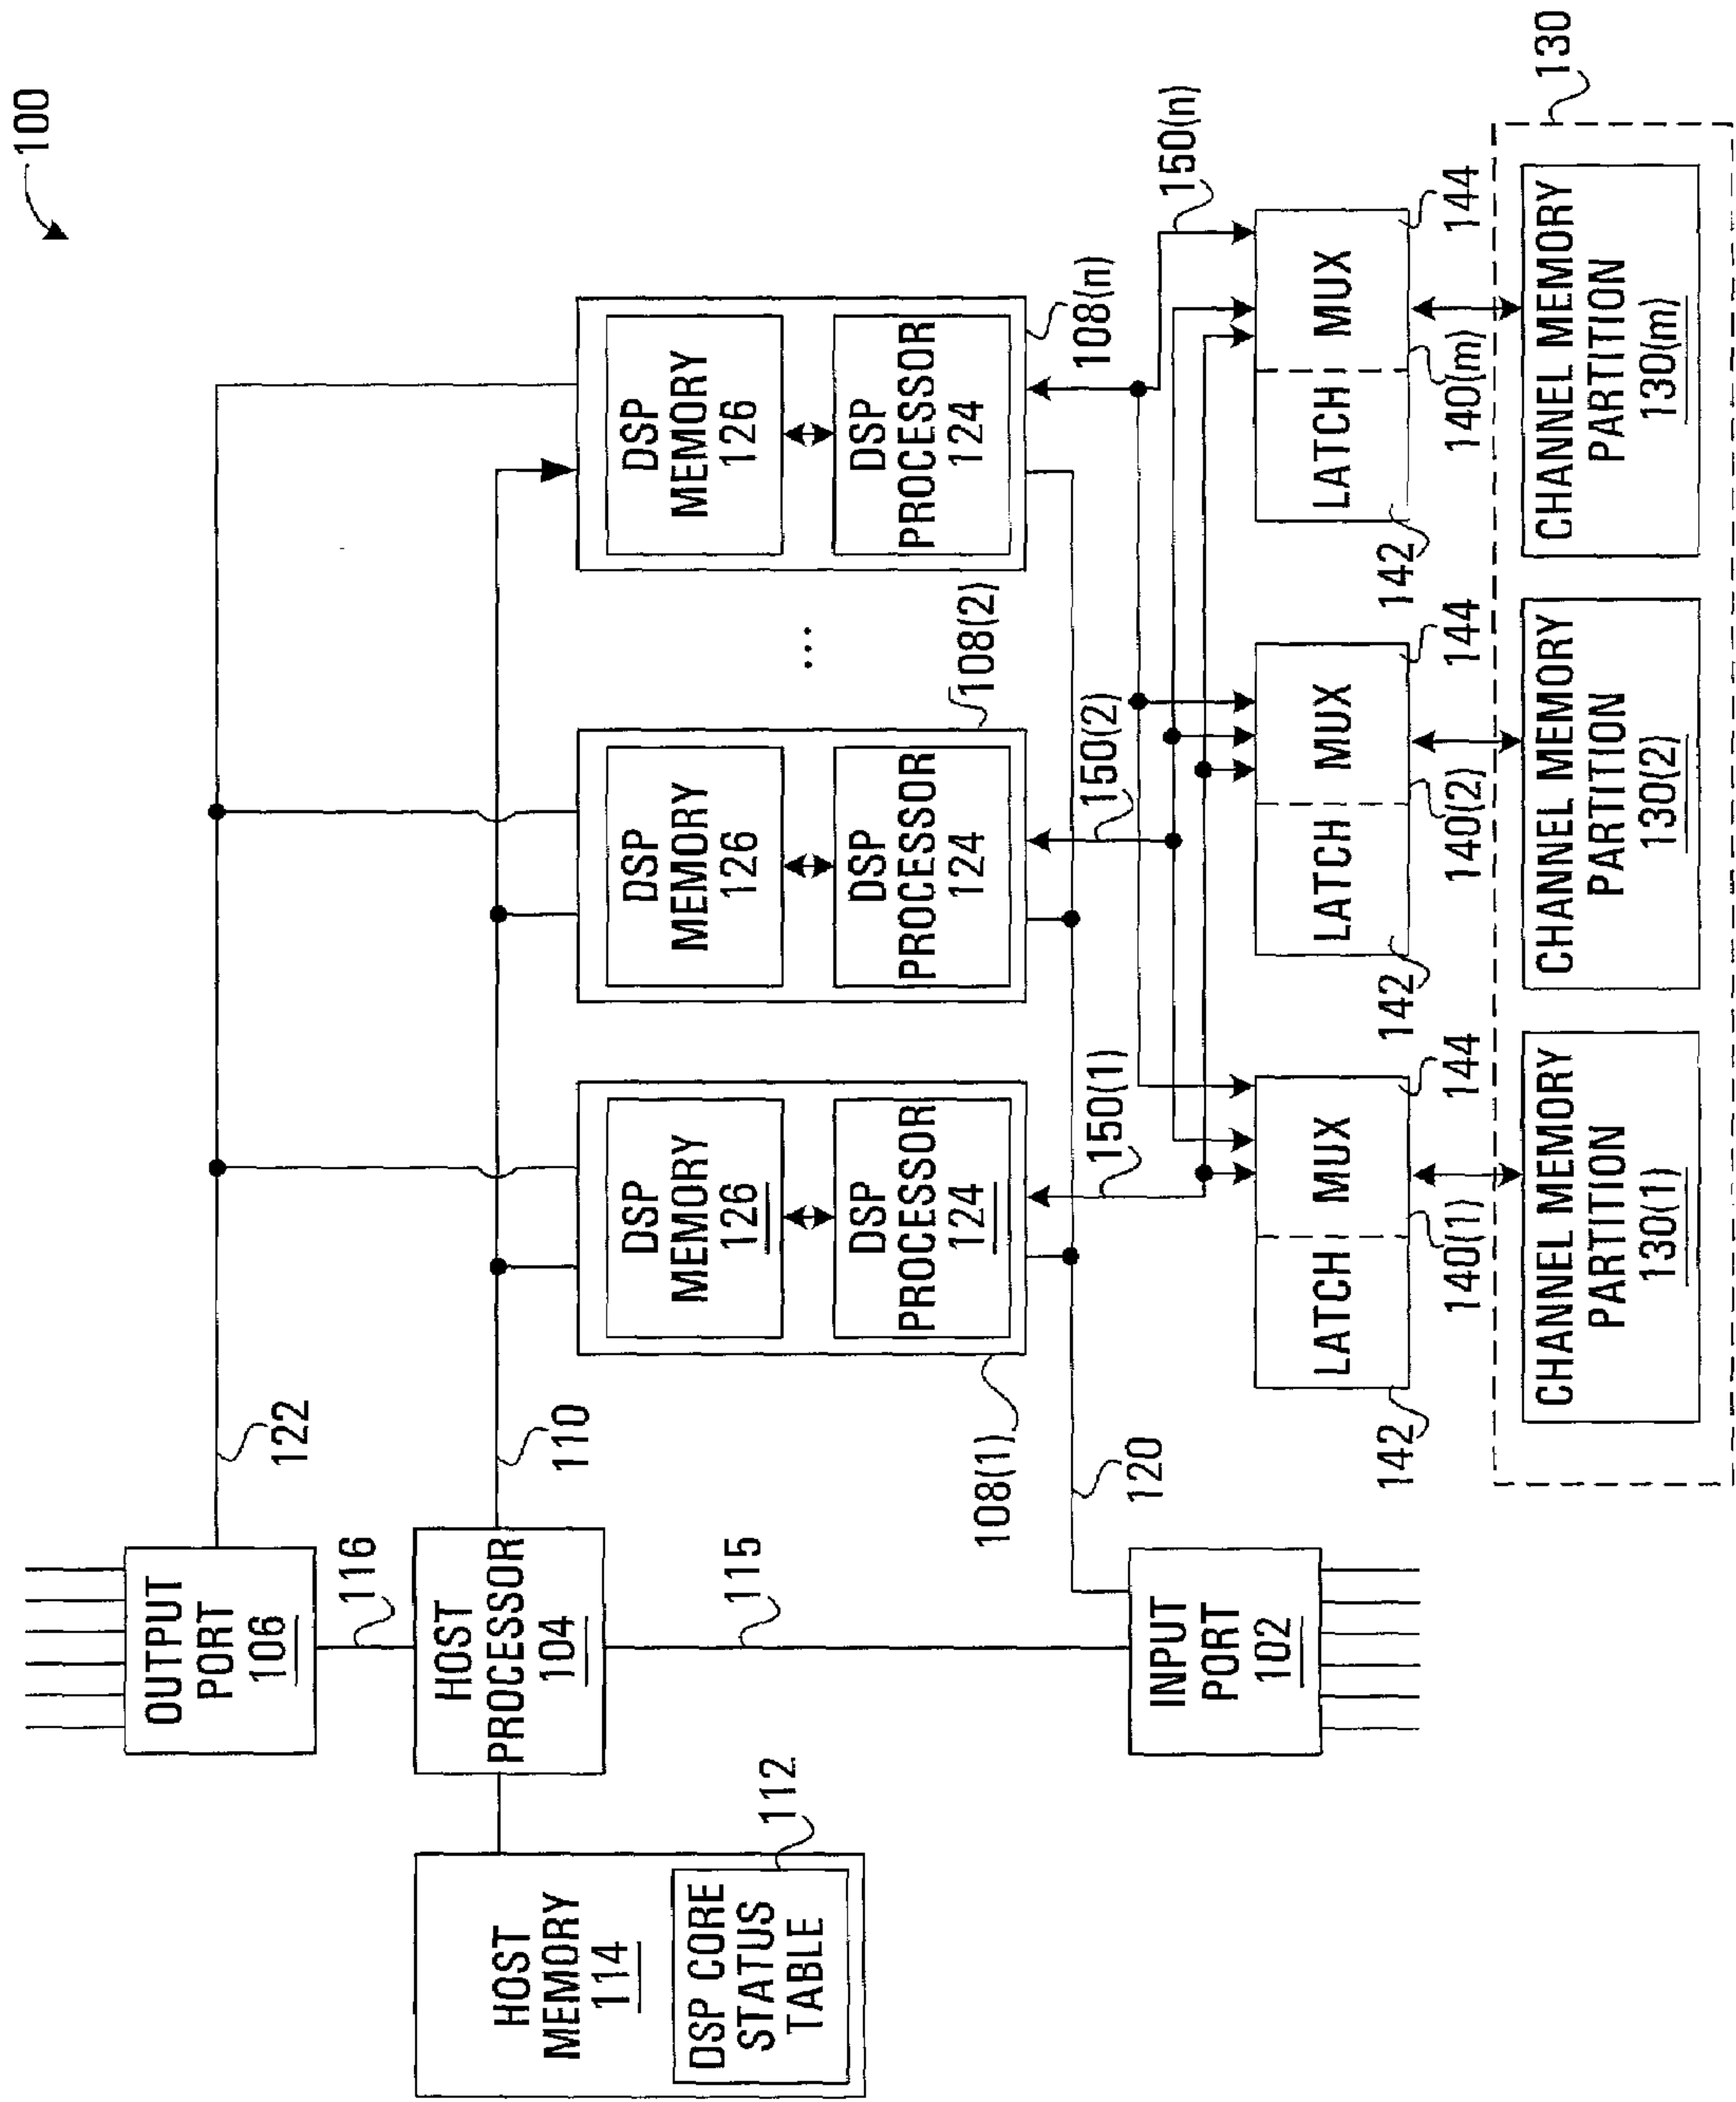 100
OUTPUT
PORT
106
122
116
HOST
PROCESSOR
104
110
115
HOST
MEMORY
114
DSP CORE
STATUS
TABLE
112
INPUT
PORT
102
120
DSP
MEMORY
126
DSP
PROCESSOR
124
108(1)
DSP
MEMORY
126
DSP
PROCESSOR
124
108(2)
...
DSP
MEMORY
126
DSP
PROCESSOR
124
108(n)
150(1)
150(2)
150(n)
LATCH
MUX
142
140(1)
144
LATCH
MUX
142
140(2)
144
LATCH
MUX
142
140(m)
144
CHANNEL MEMORY
PARTITION
130(1)
CHANNEL MEMORY
PARTITION
130(2)
CHANNEL MEMORY
PARTITION
130(m)
130